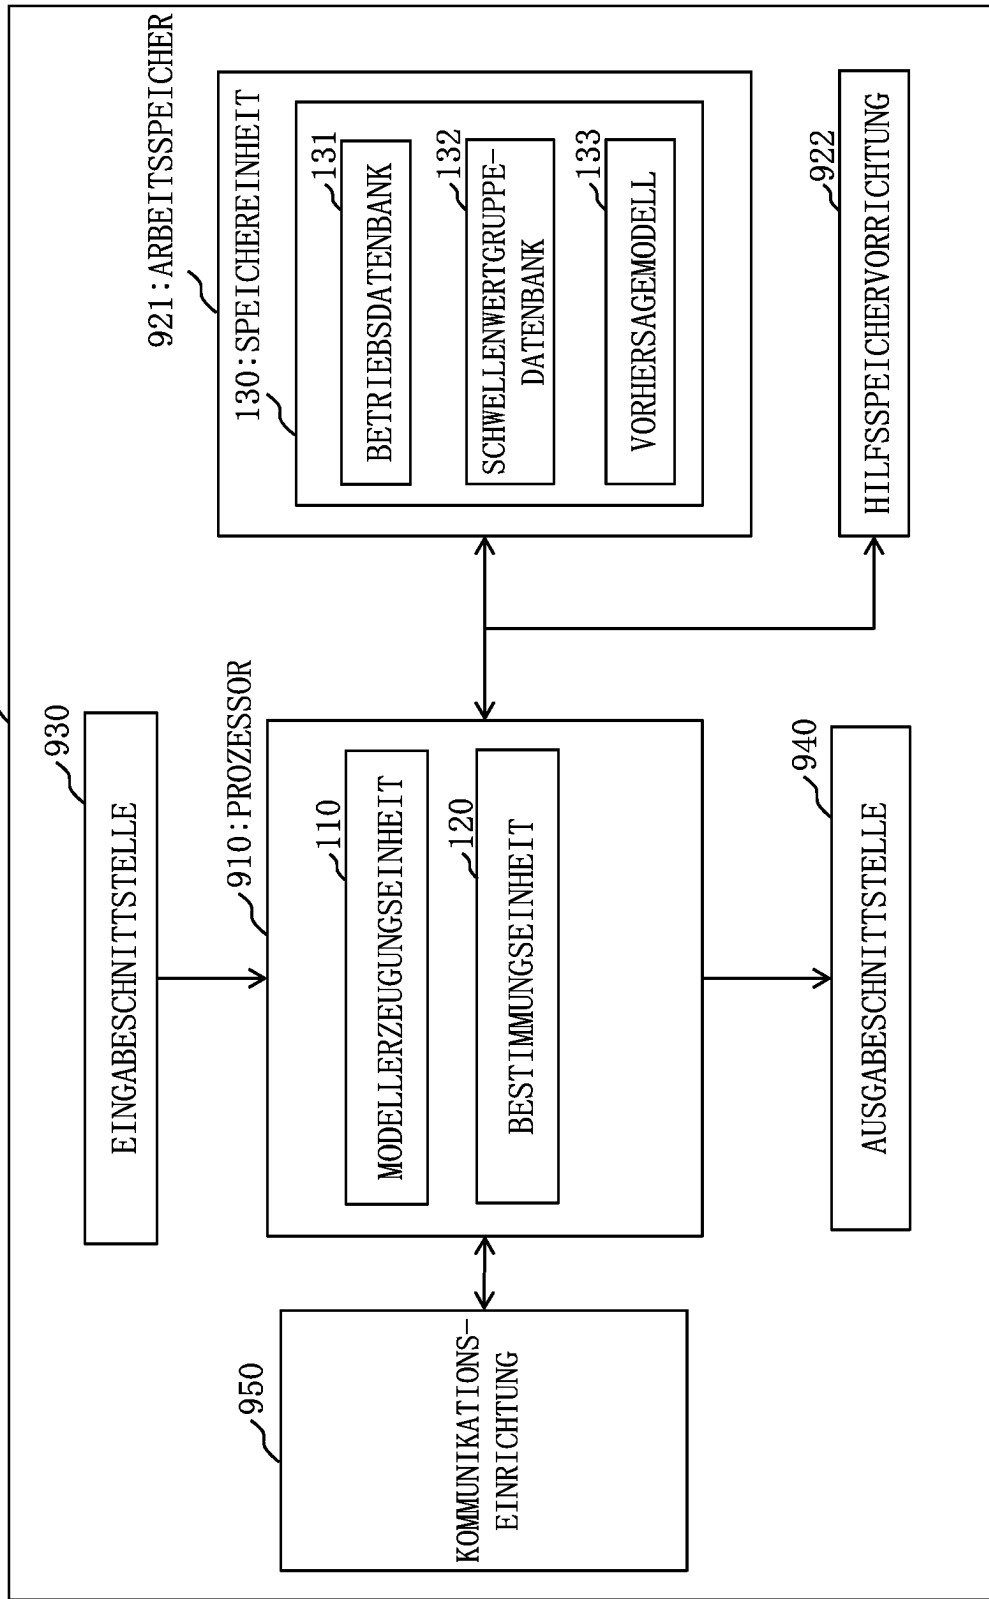 930
EINGABESCHNITTSTELLE
921:ARBEITSSPEICHER
130:SPEICHEREINHEIT
131
BETRIEBSDATENBANK
132
SCHWELLENWERTGRUPPE-
DATENBANK
133
VORHERSAGEMODELL
910:PROZESSOR
110
MODELLERZEUGUNGSEINHEIT
120
BESTIMMUNGSEINHEIT
950
KOMMUNIKATIONS-
EINRICHTUNG
940
AUSGABESCHNITTSTELLE
922
HILFSSPEICHERVORRICHTUNG